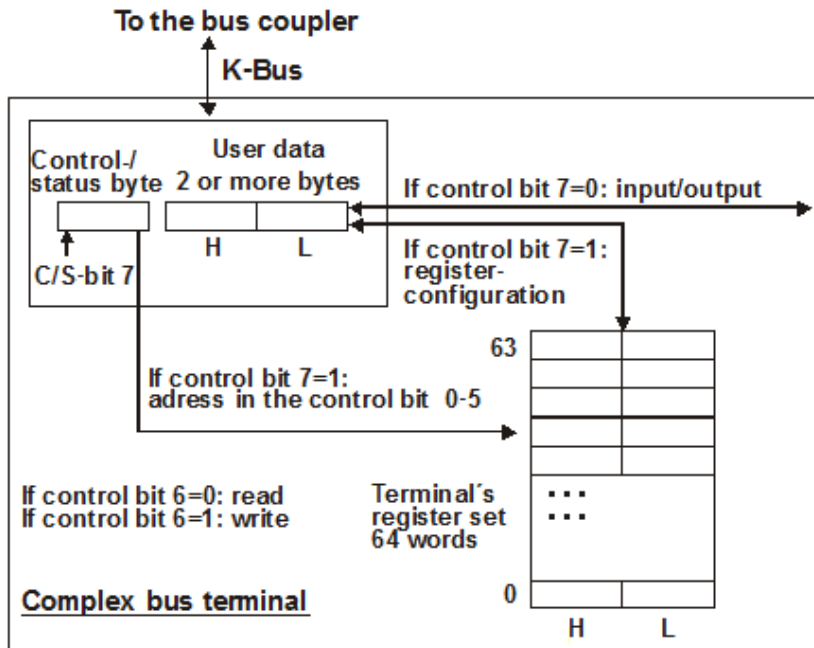 To the bus coupler
K-Bus
User data
2 or more bytes
Control-/
status byte
H
L
C/S-bit 7
If control bit 7=0: input/output
If control bit 7=1:
register-
configuration
63
If control bit 7=1:
adress in the control bit 0-5
If control bit 6=0: read
If control bit 6=1: write
Terminal´s
register set
64 words
...
...
0
H
L
Complex bus terminal